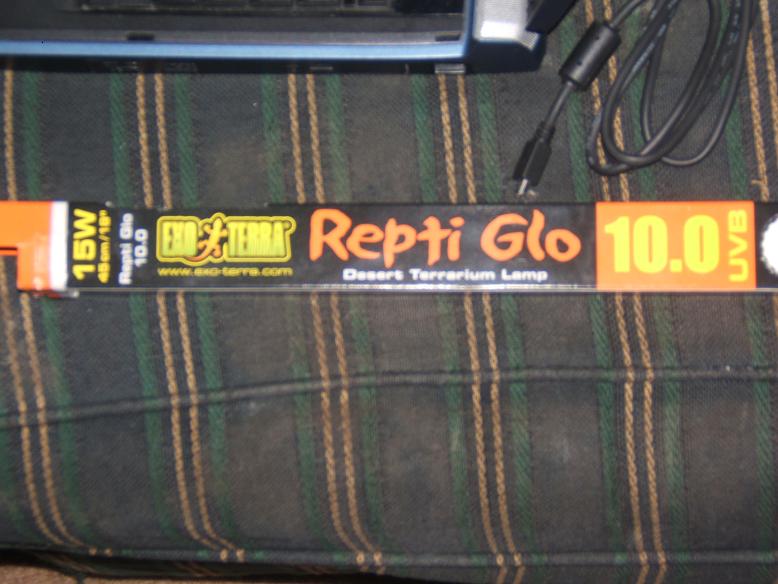 15W
45cm/18"
Repti Glo
10.0
EXO TERRA
www.exo-terra.com
Repti Glo
Desert Terrarium Lamp
10.0
UVB